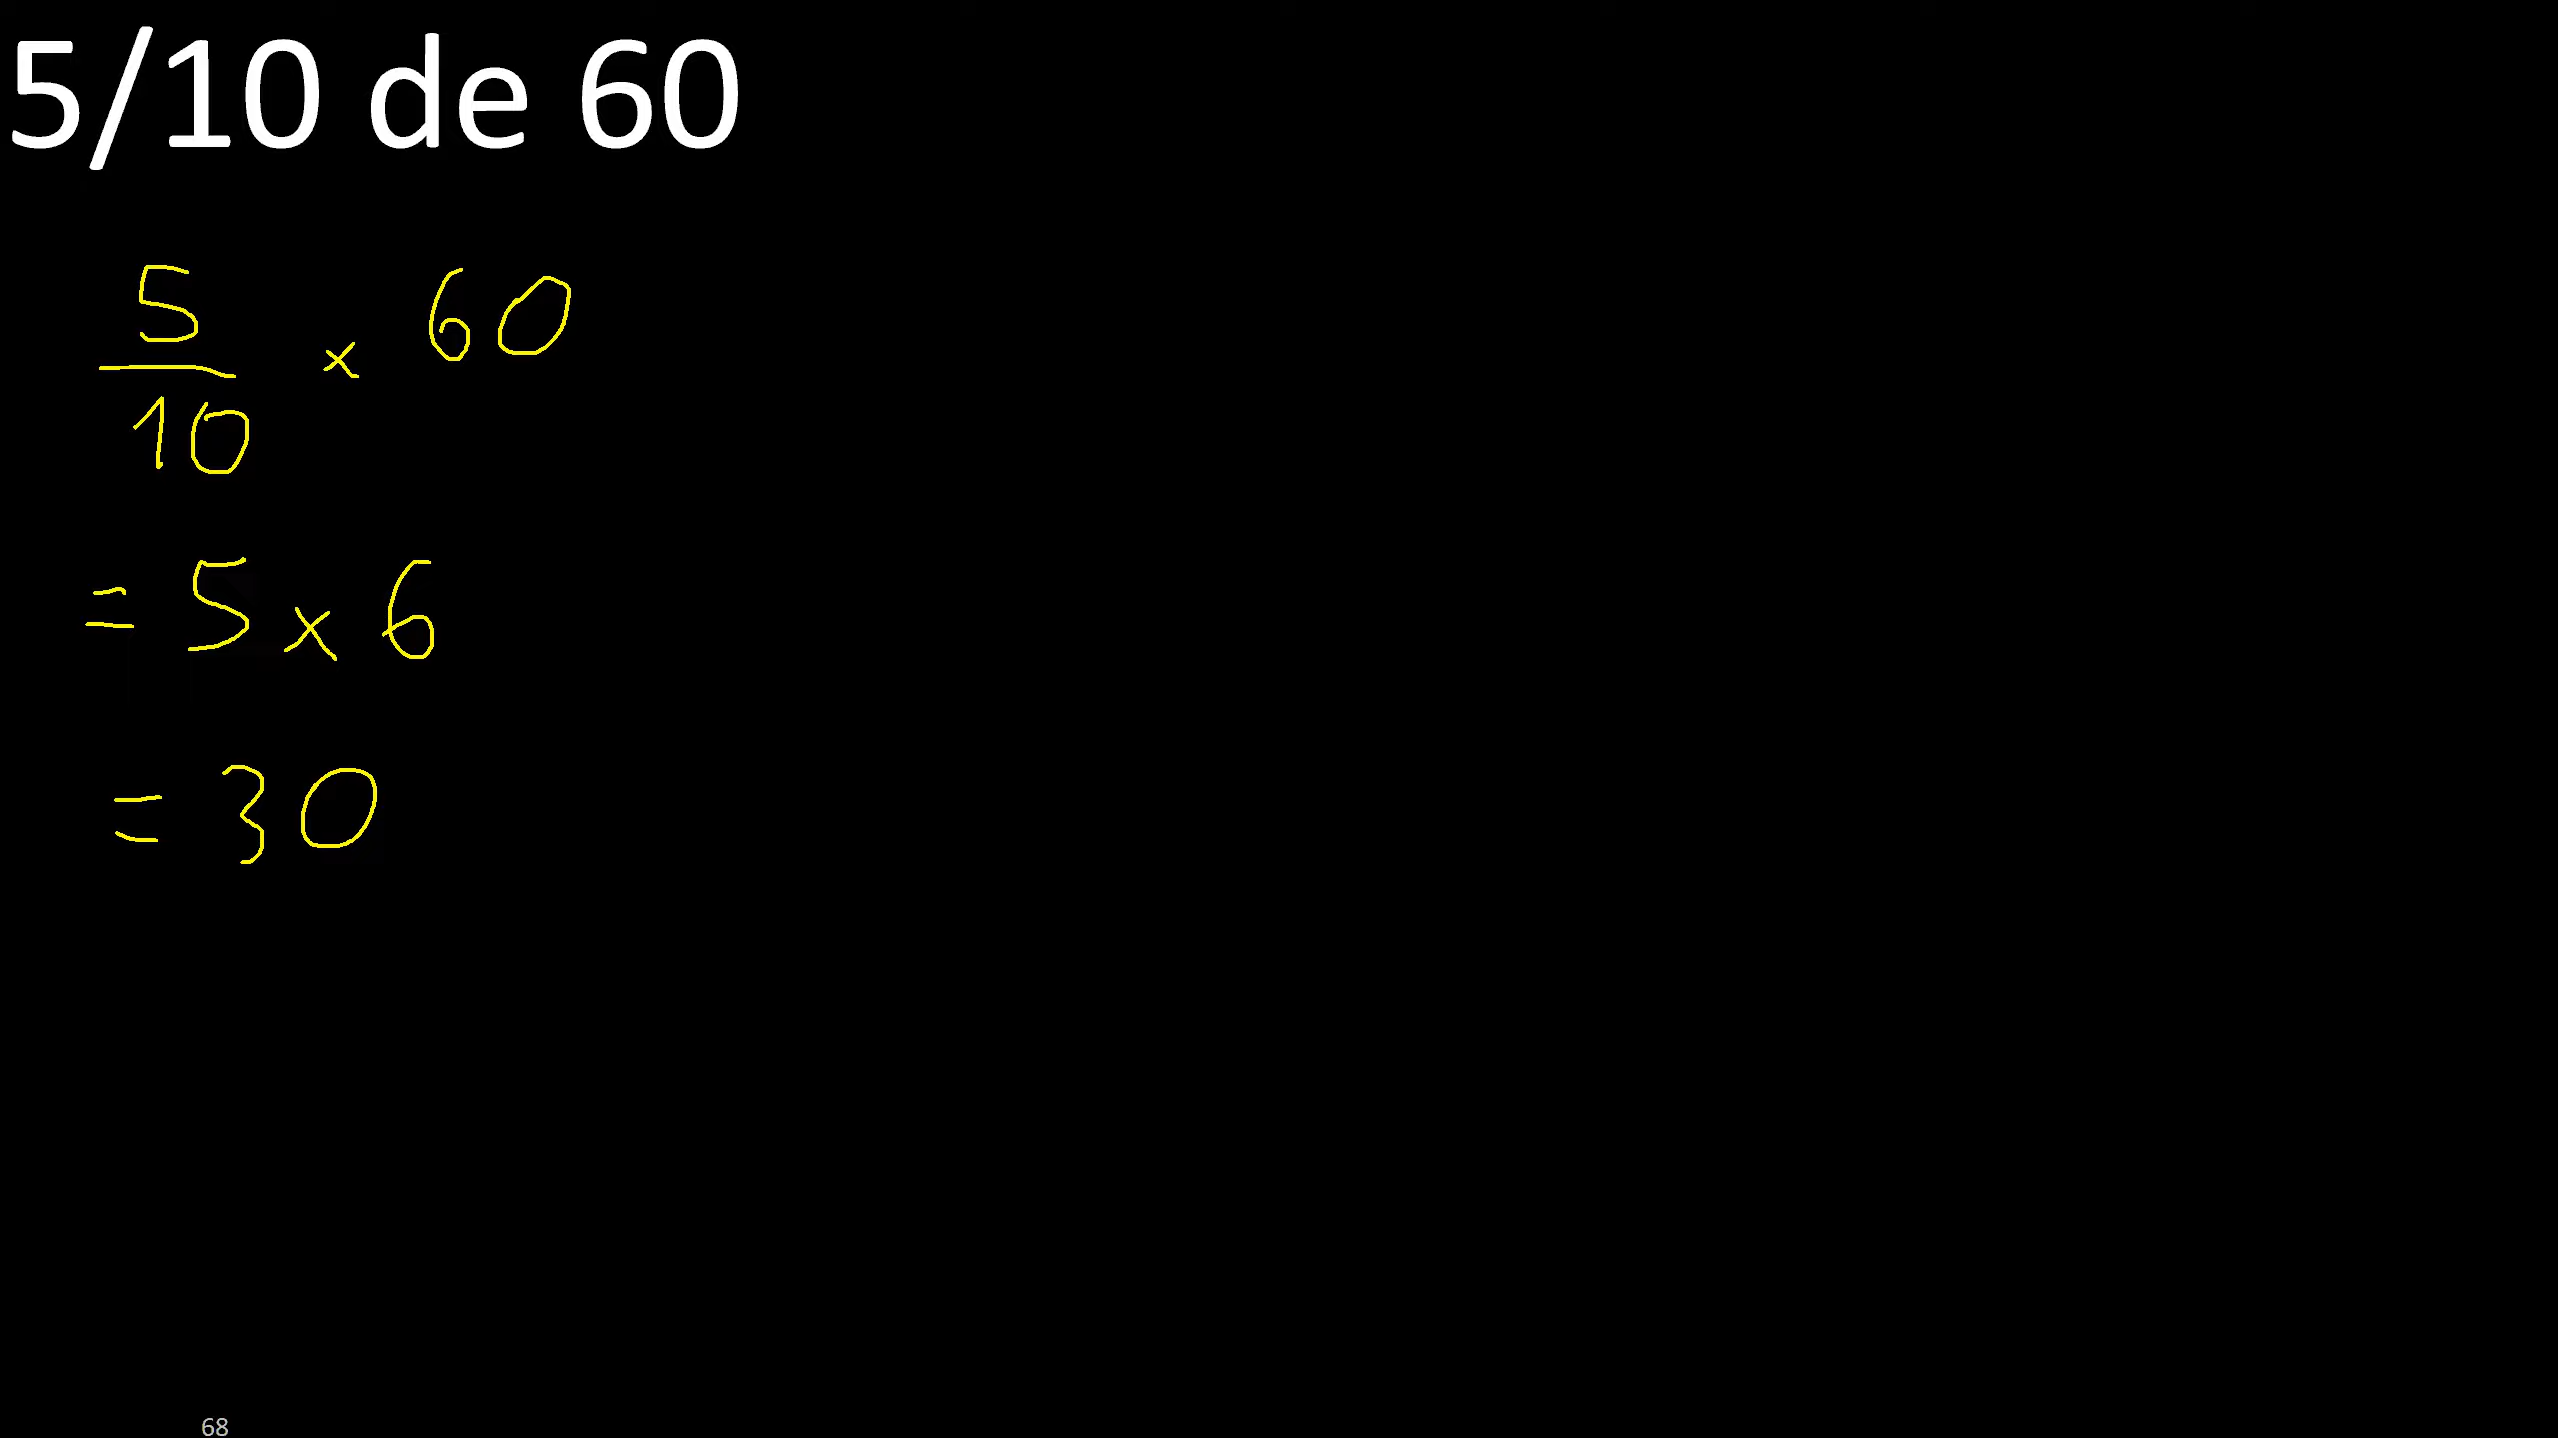 5/10 de 60
5/10 × 60
= 5 × 6
= 30
68